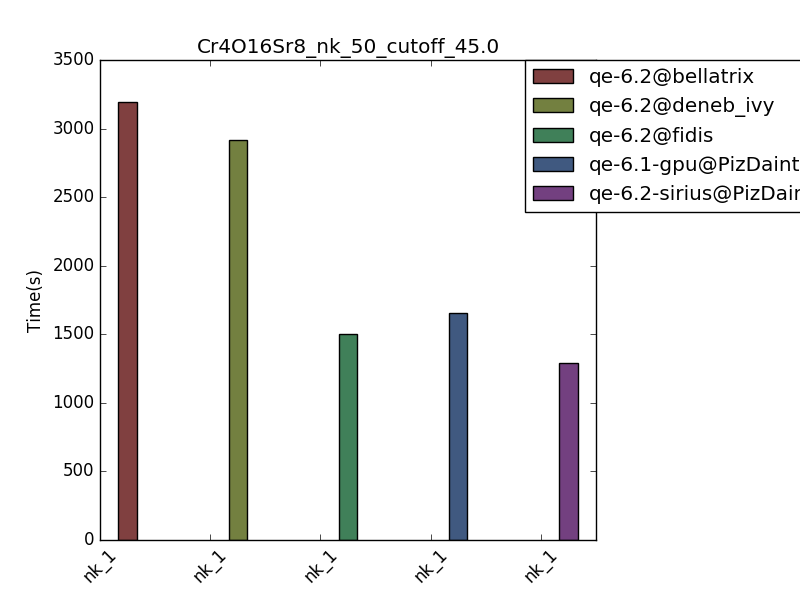 Cr4O16Sr8_nk_50_cutoff_45.0
3500
3000
2500
2000
1500
1000
500
0
Time(s)
qe-6.2@bellatrix
qe-6.2@deneb_ivy
qe-6.2@fidis
qe-6.1-gpu@PizDaint
qe-6.2-sirius@PizDain
nk_1
nk_1
nk_1
nk_1
nk_1